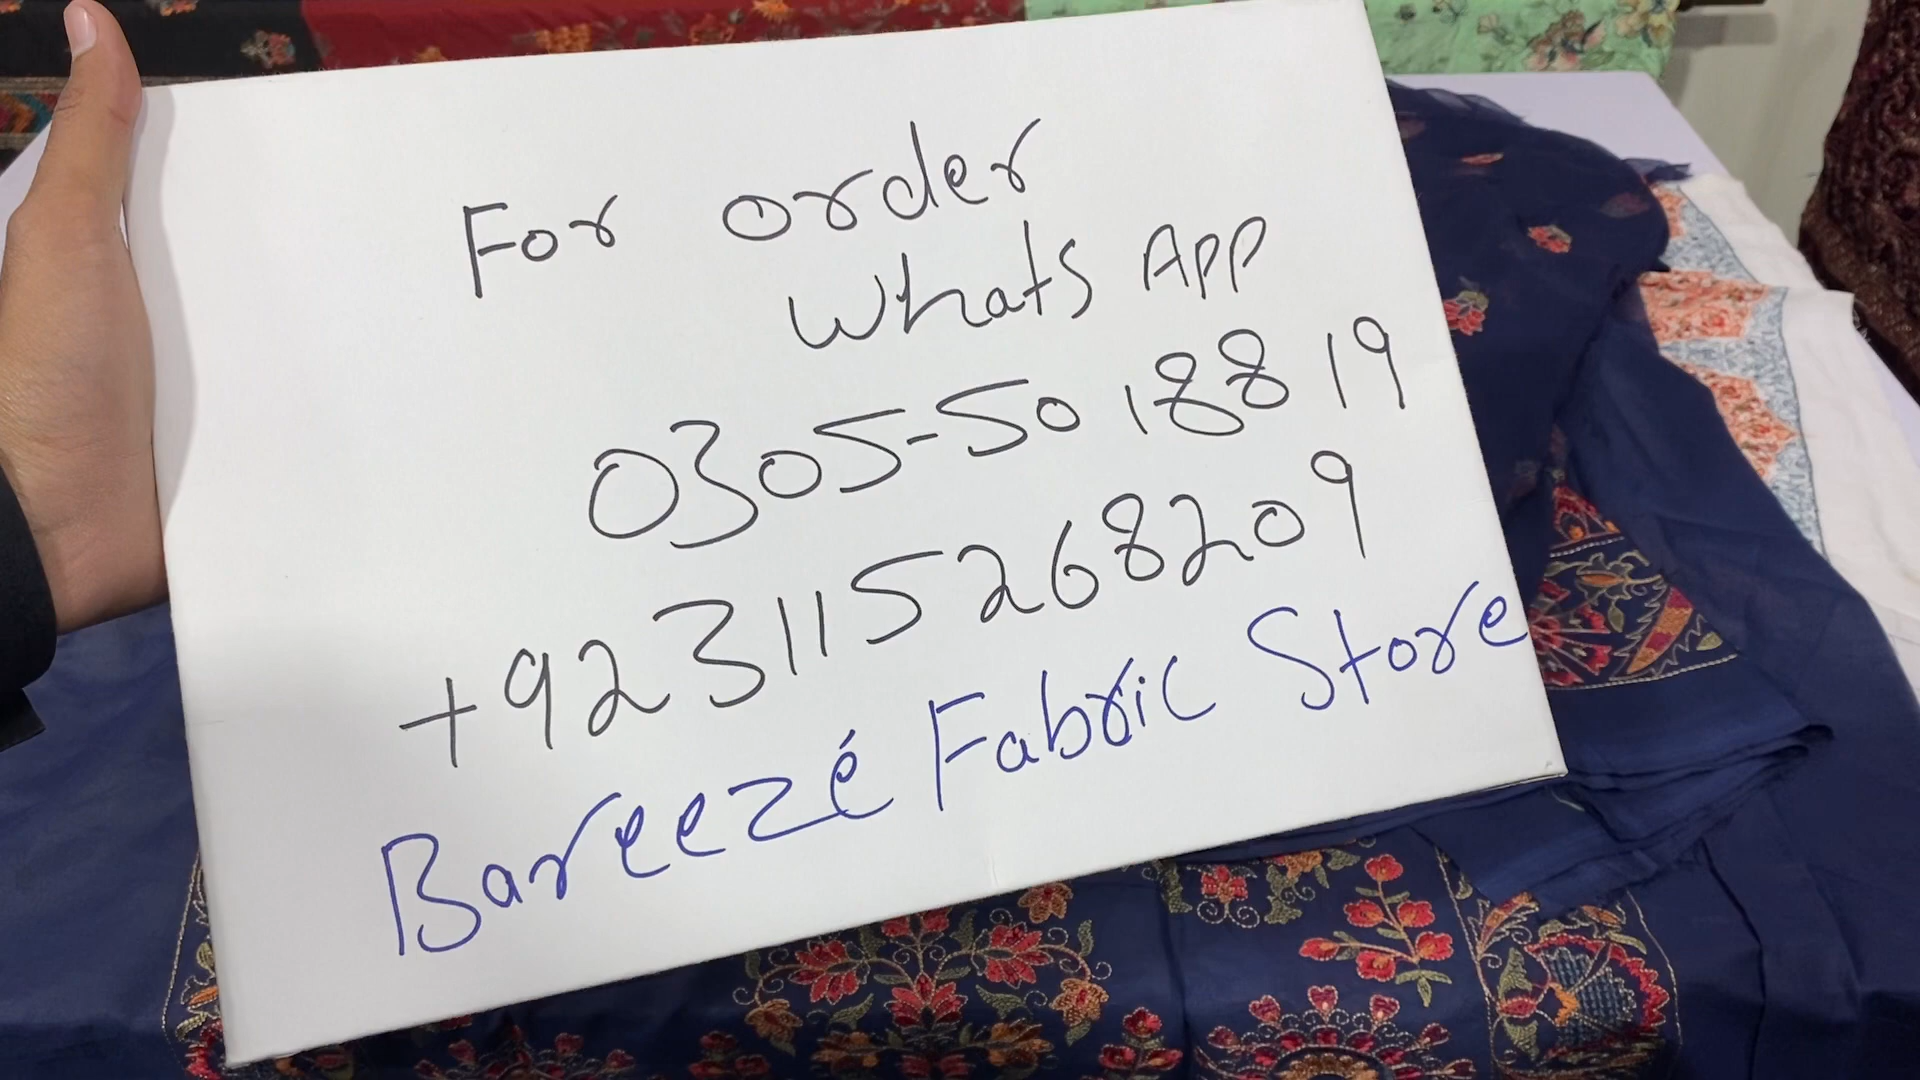 For order
Whats App
0305-5018819
+923115268209
Bareezé Fabric Store